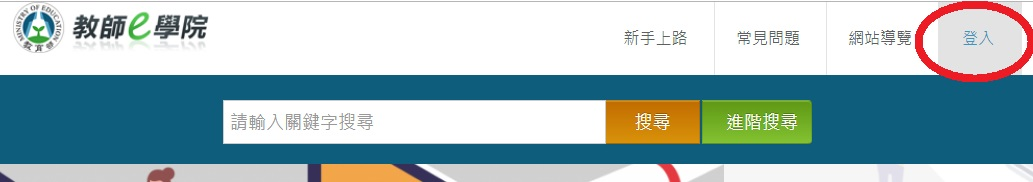 MINISTRY OF EDUCATION
教育部
教師e學院
新手上路 常見問題 網站導覽 登入
請輸入關鍵字搜尋 搜尋 進階搜尋